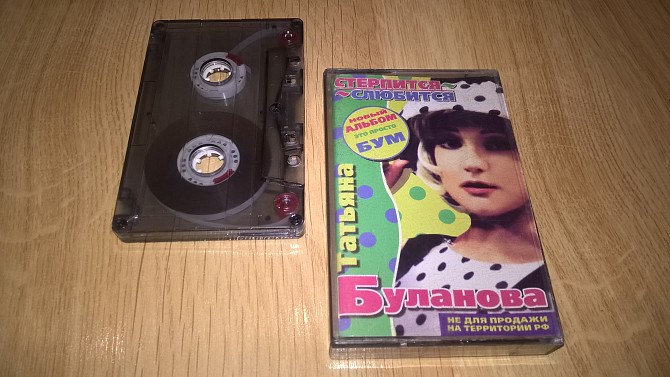 СТЕРПИТСЯ~
~СЛЮБИТСЯ
НОВЫЙ
АЛЬБОМ
ЭТО ПРОСТО
БУМ
Татьяна
Буланова
НЕ ДЛЯ ПРОДАЖИ
НА ТЕРРИТОРИИ РФ